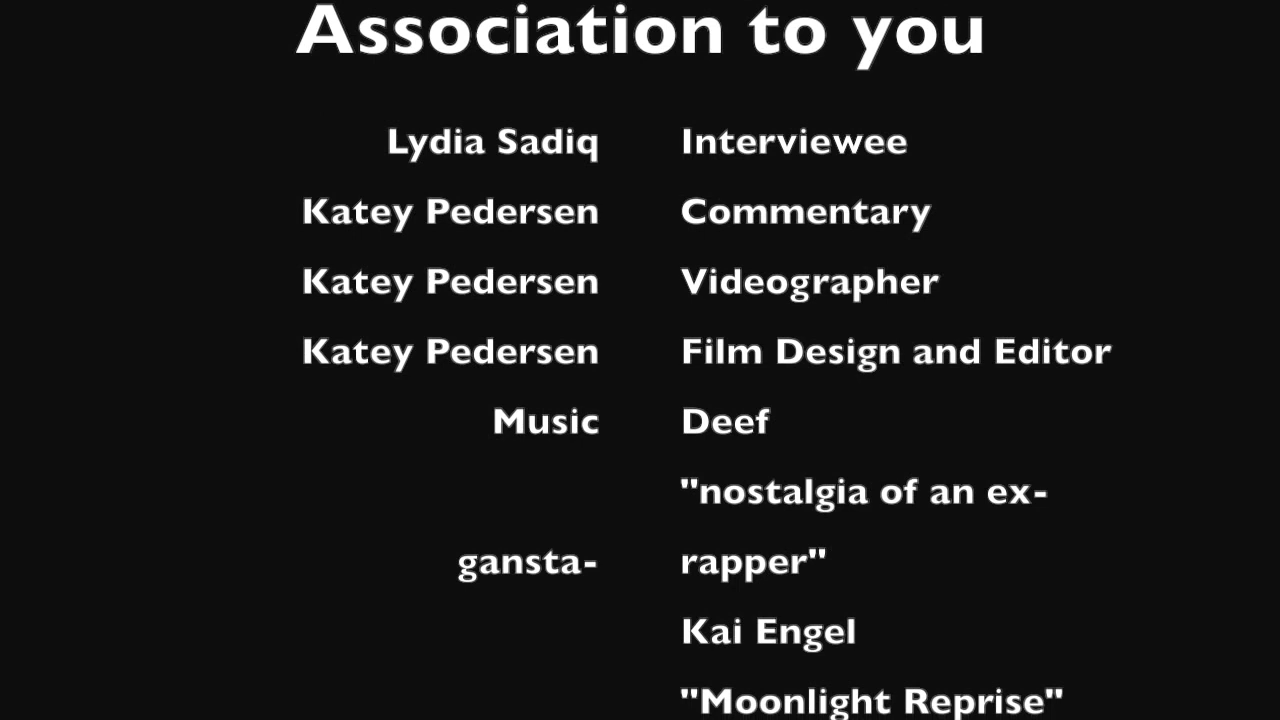 Association to you
Lydia Sadiq Interviewee
Katey Pedersen Commentary
Katey Pedersen Videographer
Katey Pedersen Film Design and Editor
Music Deef
"nostalgia of an ex-
gansta- rapper"
Kai Engel
"Moonlight Reprise"